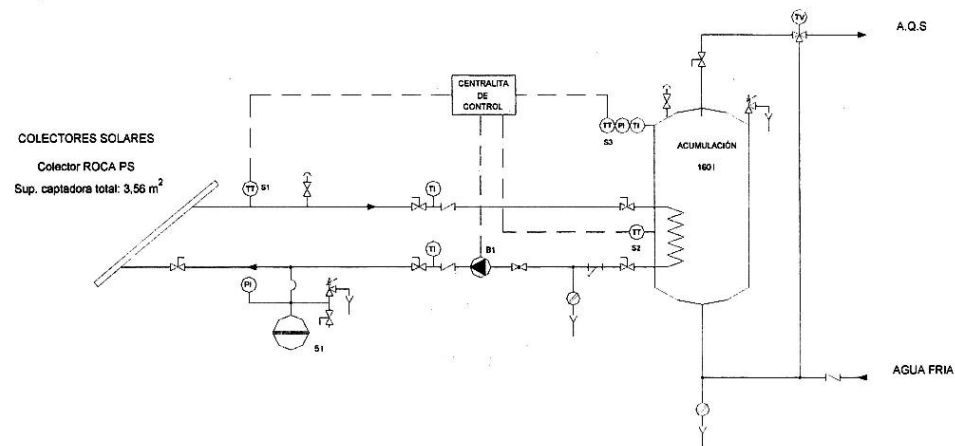 TV
A.Q.S
CENTRALITA
DE
CONTROL
TT PI TI
S3
ACUMULACIÓN
160 l
COLECTORES SOLARES
Colector ROCA PS
Sup. captadora total: 3,56 m²
TT S1
TI
TT
S2
TI
B1
PI
5 l
AGUA FRIA